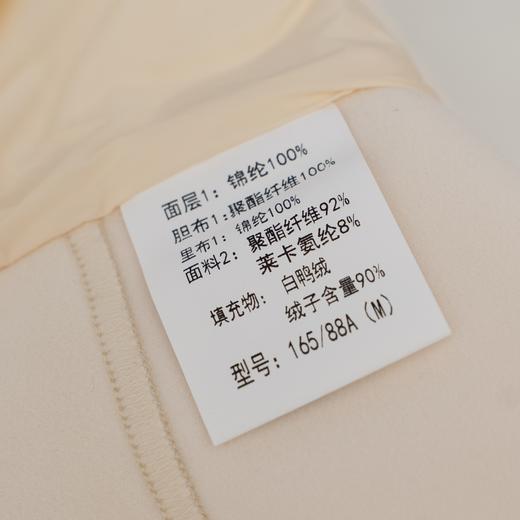 面层1: 锦纶100%
胆布1:聚酯纤维100%
里布1:锦纶100%
面料2:聚酯纤维92%
莱卡氨纶8%
填充物: 白鸭绒
绒子含量90%
型号: 165/88A (M)